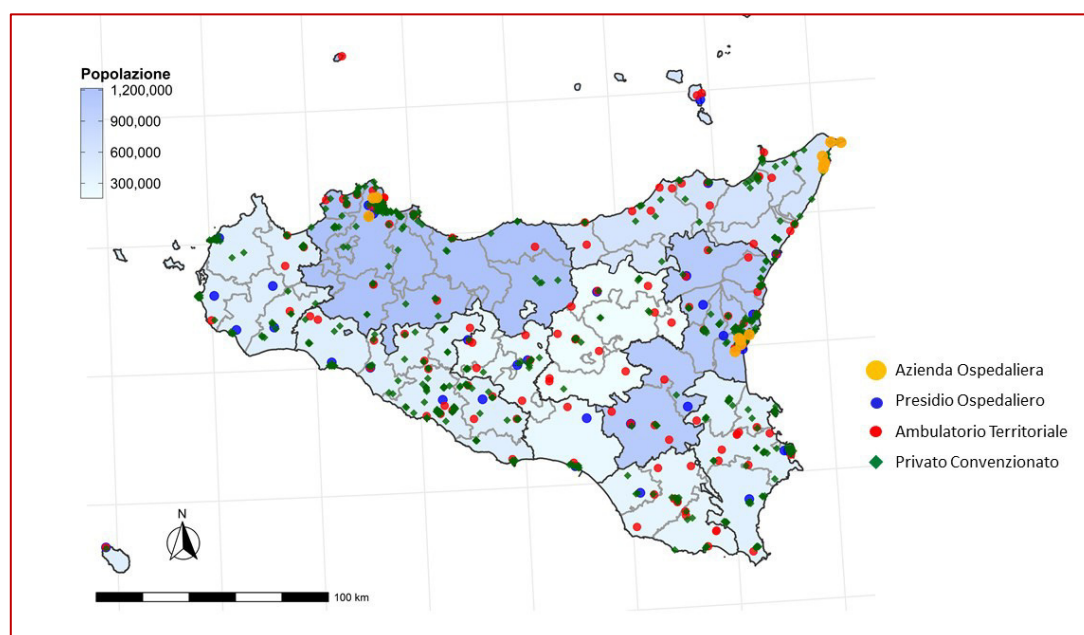 Popolazione
1,200,000
900,000
600,000
300,000
Azienda Ospedaliera
Presidio Ospedaliero
Ambulatorio Territoriale
Privato Convenzionato
N
100 km